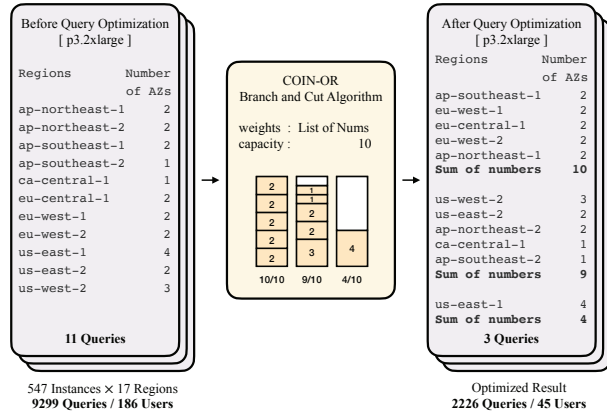 Before Query Optimization
[ p3.2xlarge ]
Regions Number
of AZs
ap-northeast-1 2
ap-northeast-2 2
ap-southeast-1 2
ap-southeast-2 1
ca-central-1 1
eu-central-1 2
eu-west-1 2
eu-west-2 2
us-east-1 4
us-east-2 2
us-west-2 3
11 Queries
547 Instances × 17 Regions
9299 Queries / 186 Users
COIN-OR
Branch and Cut Algorithm
weights : List of Nums
capacity : 10
2
2
2
2
2
10/10
1
1
2
2
3
9/10
4
4/10
After Query Optimization
[ p3.2xlarge ]
Regions Number
of AZs
ap-southeast-1 2
eu-west-1 2
eu-central-1 2
eu-west-2 2
ap-northeast-1 2
Sum of numbers 10
us-west-2 3
us-east-2 2
ap-northeast-2 2
ca-central-1 1
ap-southeast-2 1
Sum of numbers 9
us-east-1 4
Sum of numbers 4
3 Queries
Optimized Result
2226 Queries / 45 Users